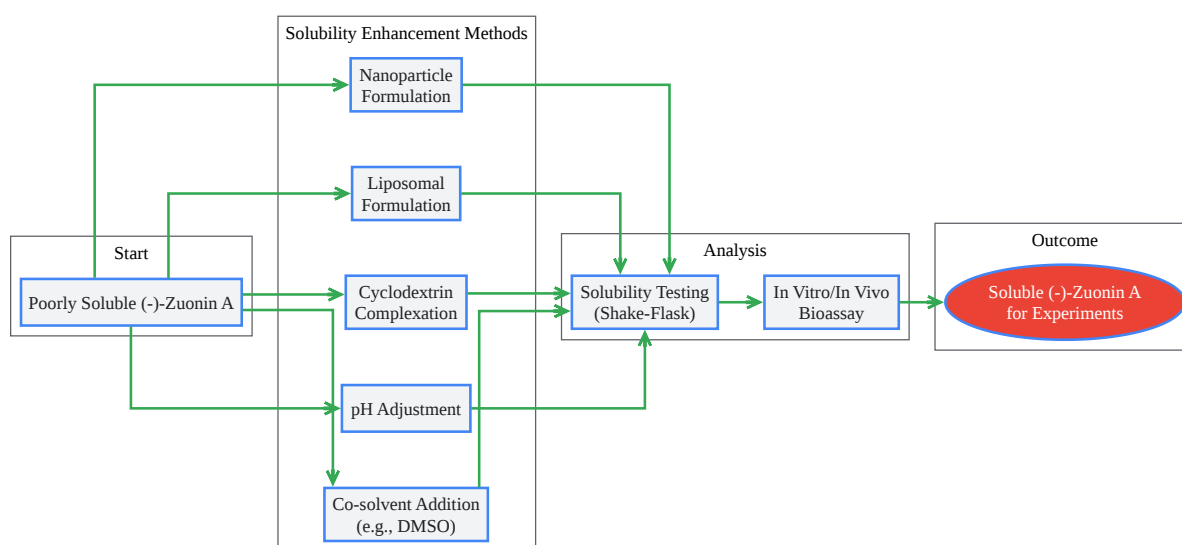 Solubility Enhancement Methods
Nanoparticle
Formulation
Liposomal
Formulation
Start
Poorly Soluble (-)-Zuonin A
Cyclodextrin
Complexation
pH Adjustment
Co-solvent Addition
(e.g., DMSO)
Analysis
Solubility Testing
(Shake-Flask)
In Vitro/In Vivo
Bioassay
Outcome
Soluble (-)-Zuonin A
for Experiments